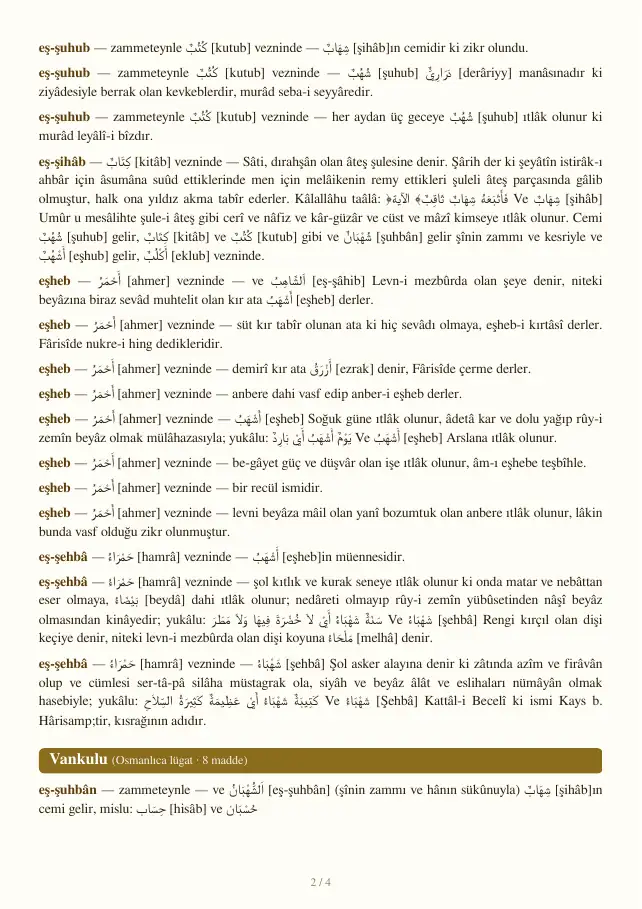 eş-şuhub — zammeteynle كُتُبٌ [kutub] vezninde — شِهَابٌ [şihâb]ın cemidir ki zikr olundu.
eş-şuhub — zammeteynle كُتُبٌ [kutub] vezninde — شُهُبٌ [şuhub] دَرَارِيٌّ [derâriyy] manâsınadır ki
ziyâdesiyle berrak olan kevkeblerdir, murâd seba-i seyyâredir.
eş-şuhub — zammeteynle كُتُبٌ [kutub] vezninde — her aydan üç geceye شُهُبٌ [şuhub] ıtlâk olunur ki
murâd leyâlî-i bîzdır.
eş-şihâb — كِتَابٌ [kitâb] vezninde — Sâti, dırahşân olan âteş şulesine denir. Şârih der ki şeyâtîn istirâk-ı
ahbâr için âsumâna suûd ettiklerinde men için melâikenin remy ettikleri şuleli âteş parçasında gâlib
olmuştur, halk ona yıldız akma tabîr ederler. Kâlallâhu taâlâ: ﴿فَأَتْبَعَهُ شِهَابٌ ثَاقِبٌ﴾ الآية Ve شِهَابٌ [şihâb]
Umûr u mesâlihte şule-i âteş gibi cerî ve nâfiz ve kâr-güzâr ve cüst ve mâzî kimseye ıtlâk olunur. Cemi
شُهُبٌ [şuhub] gelir, كِتَابٌ [kitâb] ve كُتُبٌ [kutub] gibi ve شُهْبَانٌ [şuhbân] gelir şînin zammı ve kesriyle ve
أَشْهُبٌ [eşhub] gelir, أَكْلُبٌ [eklub] vezninde.
eşheb — أَحْمَرُ [ahmer] vezninde — ve اَلشَّاهِبُ [eş-şâhib] Levn-i mezbûrda olan şeye denir, niteki
beyâzına biraz sevâd muhtelit olan kır ata أَشْهَبُ [eşheb] derler.
eşheb — أَحْمَرُ [ahmer] vezninde — süt kır tabîr olunan ata ki hiç sevâdı olmaya, eşheb-i kırtâsî derler.
Fârisîde nukre-i hing dedikleridir.
eşheb — أَحْمَرُ [ahmer] vezninde — demirî kır ata أَزْرَقُ [ezrak] denir, Fârisîde çerme derler.
eşheb — أَحْمَرُ [ahmer] vezninde — anbere dahi vasf edip anber-i eşheb derler.
eşheb — أَحْمَرُ [ahmer] vezninde — أَشْهَبُ [eşheb] Soğuk güne ıtlâk olunur, âdetâ kar ve dolu yağıp rûy-i
zemîn beyâz olmak mülâhazasıyla; yukâlu: يَوْمٌ أَشْهَبُ أَيْ بَارِدٌ Ve أَشْهَبُ [eşheb] Arslana ıtlâk olunur.
eşheb — أَحْمَرُ [ahmer] vezninde — be-gâyet güç ve düşvâr olan işe ıtlâk olunur, âm-ı eşhebe teşbîhle.
eşheb — أَحْمَرُ [ahmer] vezninde — bir recül ismidir.
eşheb — أَحْمَرُ [ahmer] vezninde — levni beyâza mâil olan yanî bozumtuk olan anbere ıtlâk olunur, lâkin
bunda vasf olduğu zikr olunmuştur.
eş-şehbâ — حَمْرَاءُ [hamrâ] vezninde — أَشْهَبُ [eşheb]in müennesidir.
eş-şehbâ — حَمْرَاءُ [hamrâ] vezninde — şol kıtlık ve kurak seneye ıtlâk olunur ki onda matar ve nebâttan
eser olmaya, بَيْضَاءُ [beydâ] dahi ıtlâk olunur; nedâreti olmayıp rûy-i zemîn yübûsetinden nâşî beyâz
olmasından kinâyedir; yukâlu: سَنَةٌ شَهْبَاءُ أَيْ لاَ خُضْرَةَ فِيهَا وَلاَ مَطَرَ Ve شَهْبَاءُ [şehbâ] Rengi kırçıl olan dişi
keçiye denir, niteki levn-i mezbûrda olan dişi koyuna مَلْحَاءُ [melhâ] denir.
eş-şehbâ — حَمْرَاءُ [hamrâ] vezninde — شَهْبَاءُ [şehbâ] Şol asker alayına denir ki zâtında azîm ve firâvân
olup ve cümlesi ser-tâ-pâ silâha müstagrak ola, siyâh ve beyâz âlât ve eslihaları nümâyân olmak
hasebiyle; yukâlu: كَتِيبَةٌ شَهْبَاءُ أَيْ عَظِيمَةٌ كَثِيرَةُ السِّلاَحِ Ve شَهْبَاءُ [Şehbâ] Kattâl-i Becelî ki ismi Kays b.
Hârisamp;tir, kısrağının adıdır.
Vankulu (Osmanlıca lügat · 8 madde)
eş-şuhbân — zammeteynle — ve اَلشُّهْبَانُ [eş-şuhbân] (şînin zammı ve hânın sükûnuyla) شِهَابٌ [şihâb]ın
cemi gelir, mislu: حِسَاب [hisâb] ve حُسْبَان
2 / 4